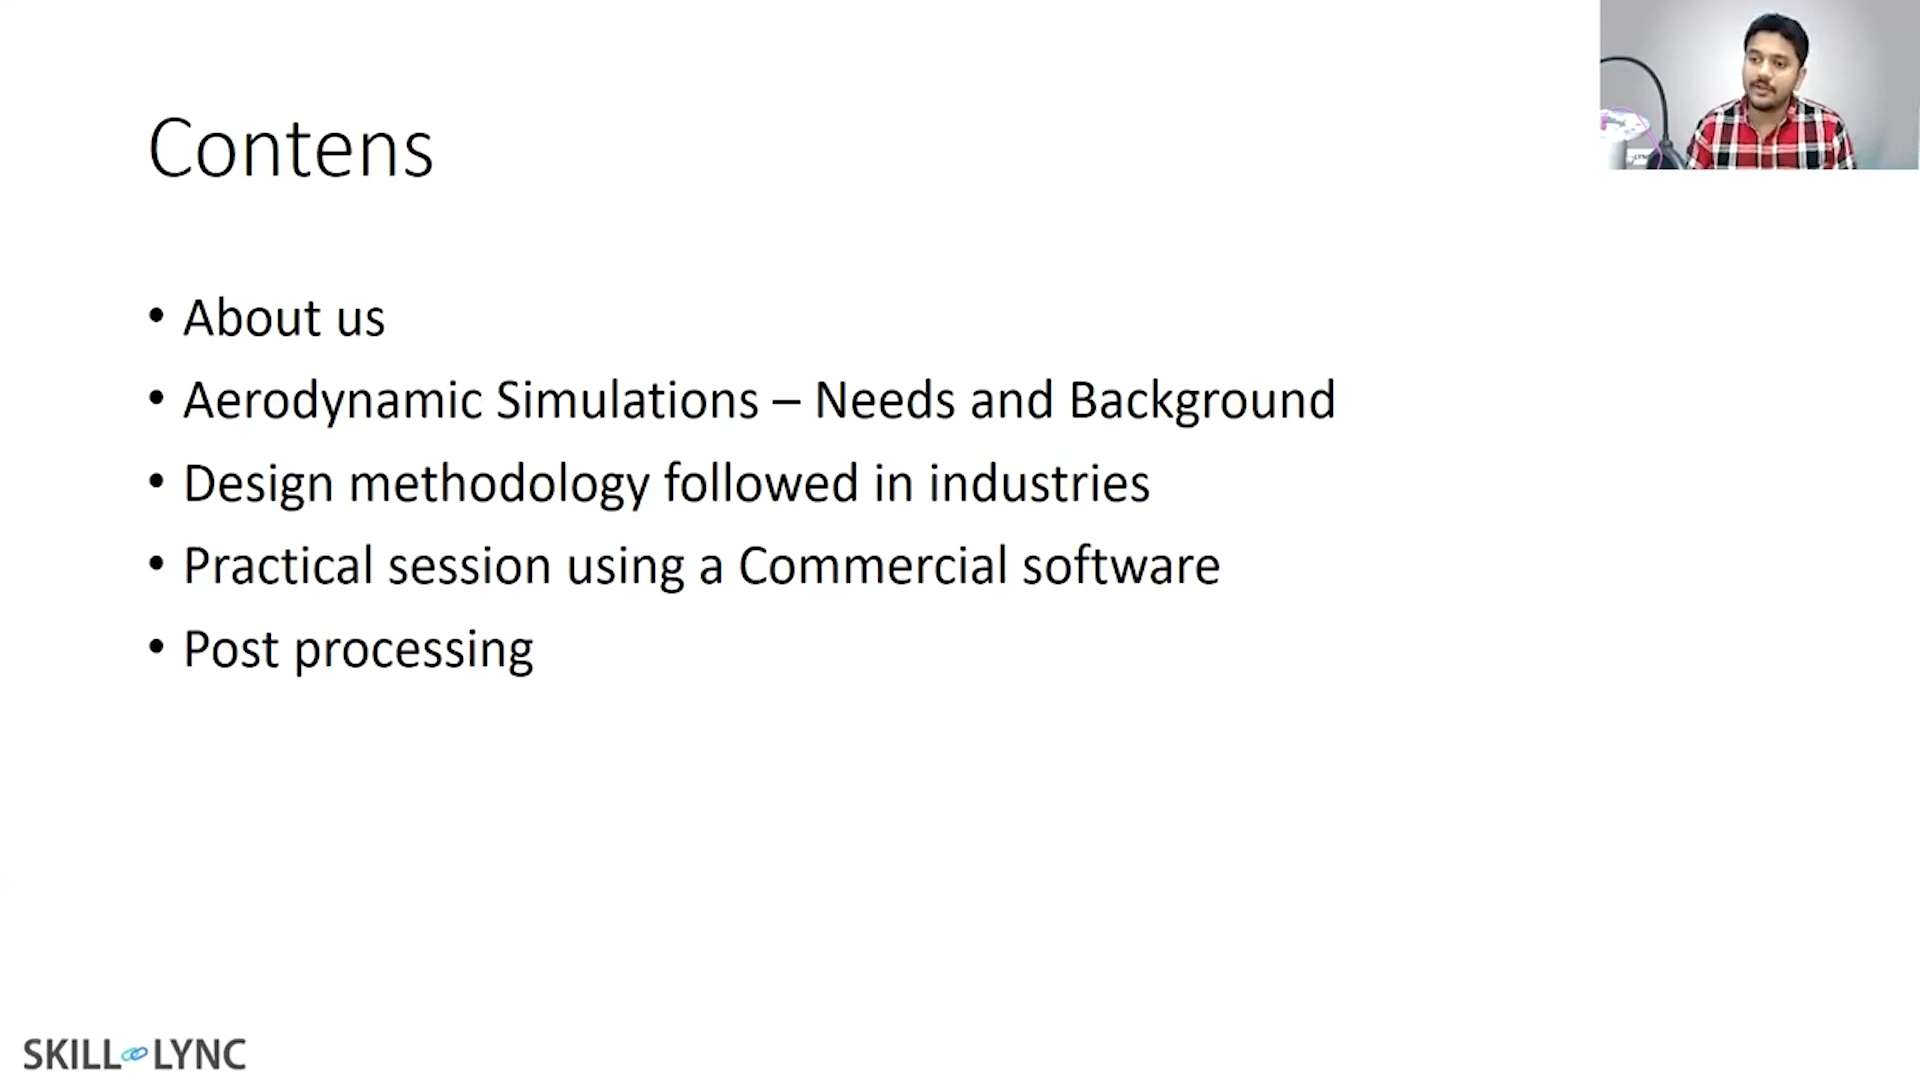 Contens
• About us
• Aerodynamic Simulations – Needs and Background
• Design methodology followed in industries
• Practical session using a Commercial software
• Post processing
SKILL LYNC